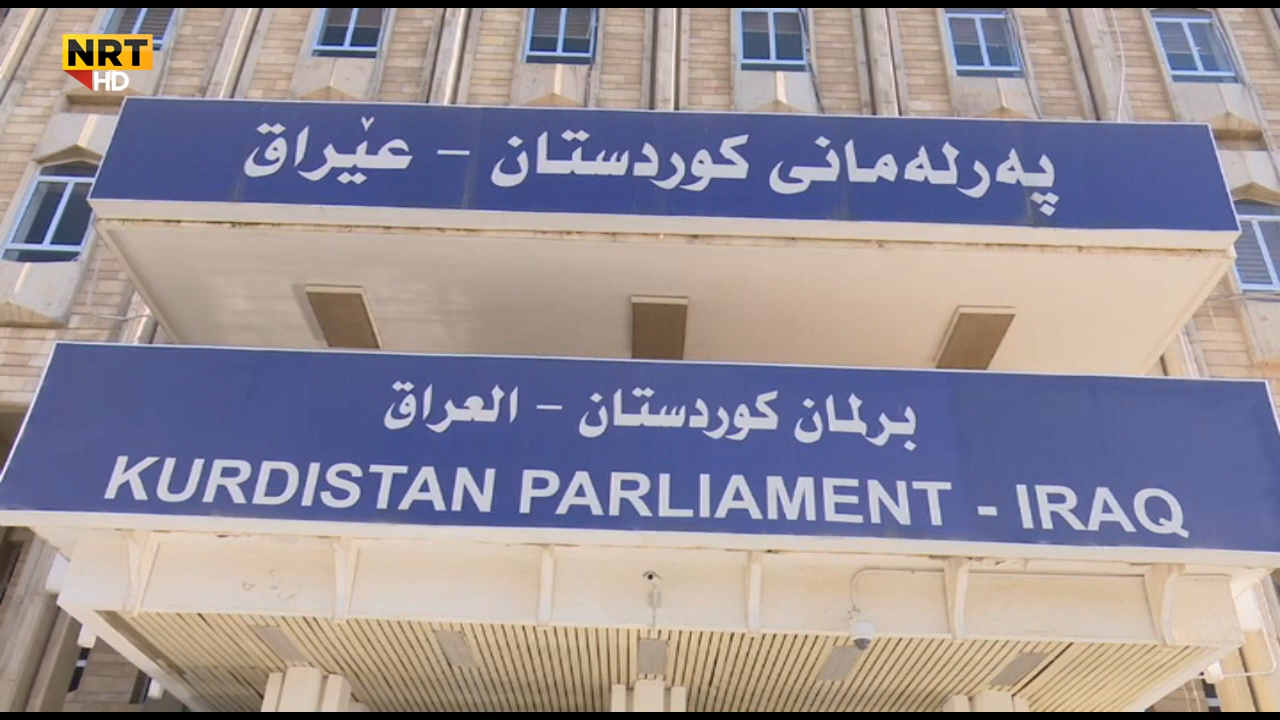 NRT
HD
پەرلەمانی کوردستان - عێراق
برلمان كوردستان - العراق
KURDISTAN PARLIAMENT - IRAQ